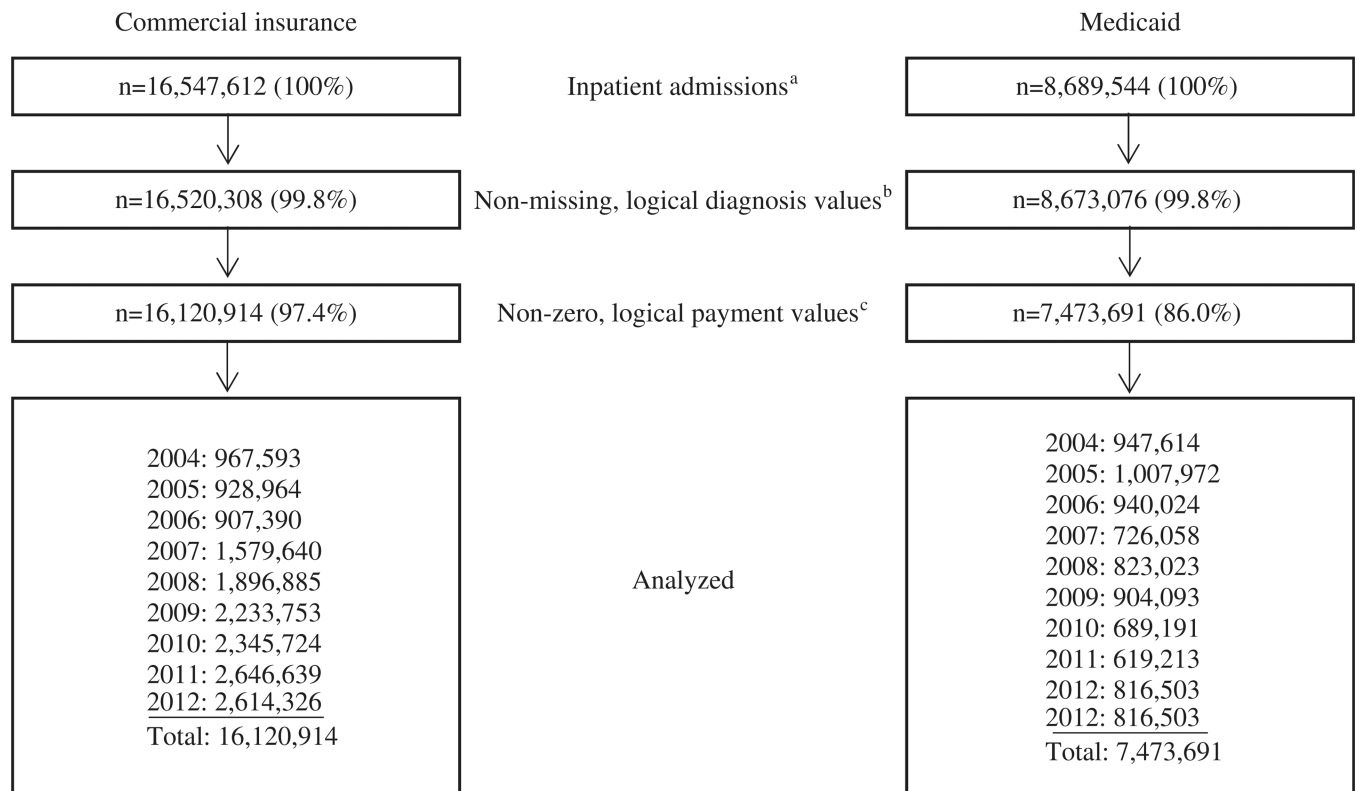 Commercial insurance
Medicaid
n=16,547,612 (100%)
Inpatient admissionsᵃ
n=8,689,544 (100%)
n=16,520,308 (99.8%)
Non-missing, logical diagnosis valuesᵇ
n=8,673,076 (99.8%)
n=16,120,914 (97.4%)
Non-zero, logical payment valuesᶜ
n=7,473,691 (86.0%)
2004: 967,593
2005: 928,964
2006: 907,390
2007: 1,579,640
2008: 1,896,885
2009: 2,233,753
2010: 2,345,724
2011: 2,646,639
2012: 2,614,326
Total: 16,120,914
Analyzed
2004: 947,614
2005: 1,007,972
2006: 940,024
2007: 726,058
2008: 823,023
2009: 904,093
2010: 689,191
2011: 619,213
2012: 816,503
2012: 816,503
Total: 7,473,691